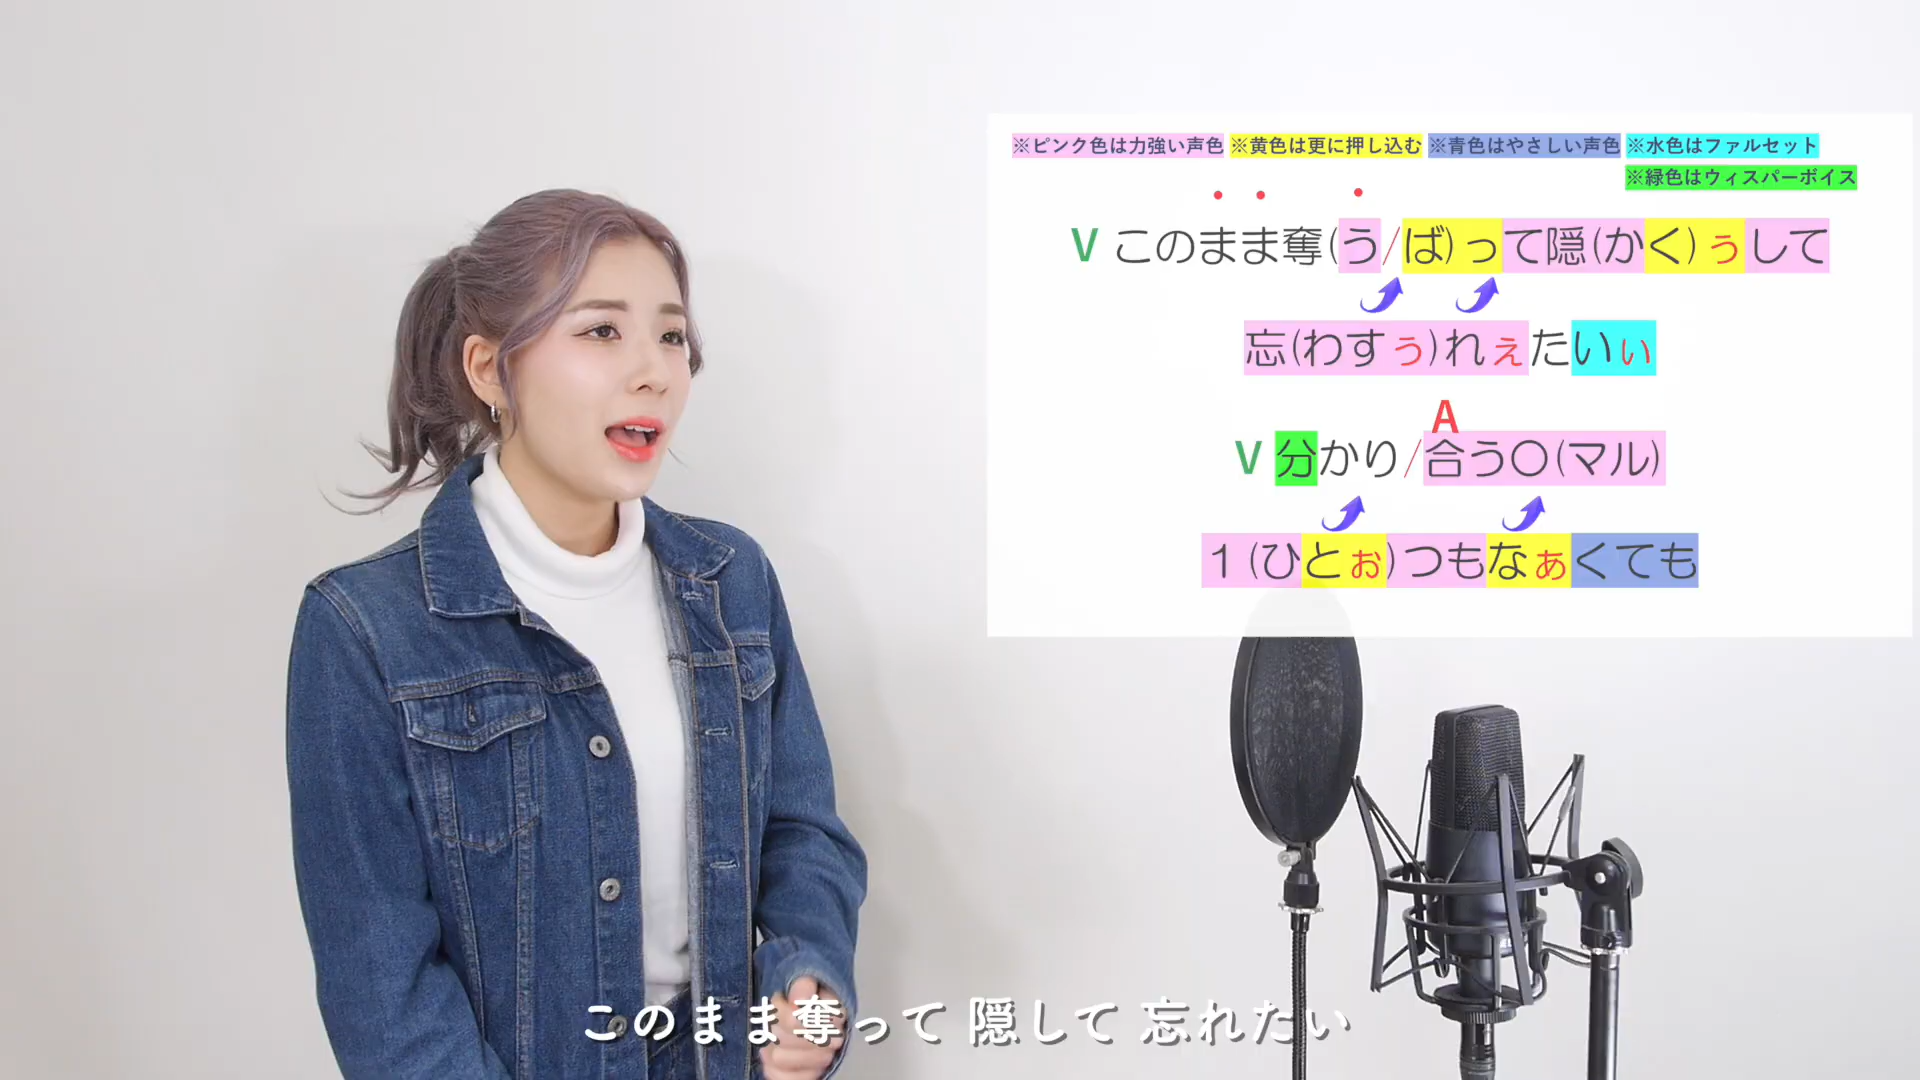 ※ピンク色は力強い声色 ※黄色は更に押し込む ※青色はやさしい声色 ※水色はファルセット
※緑色はウィスパーボイス
V このまま奪(う/ば)って隠(かく)ぅして
忘(わすぅ)れぇたいぃ
A
V 分かり/合う〇(マル)
1(ひとぉ)つもなぁくても
このまま奪って 隠して 忘れたい